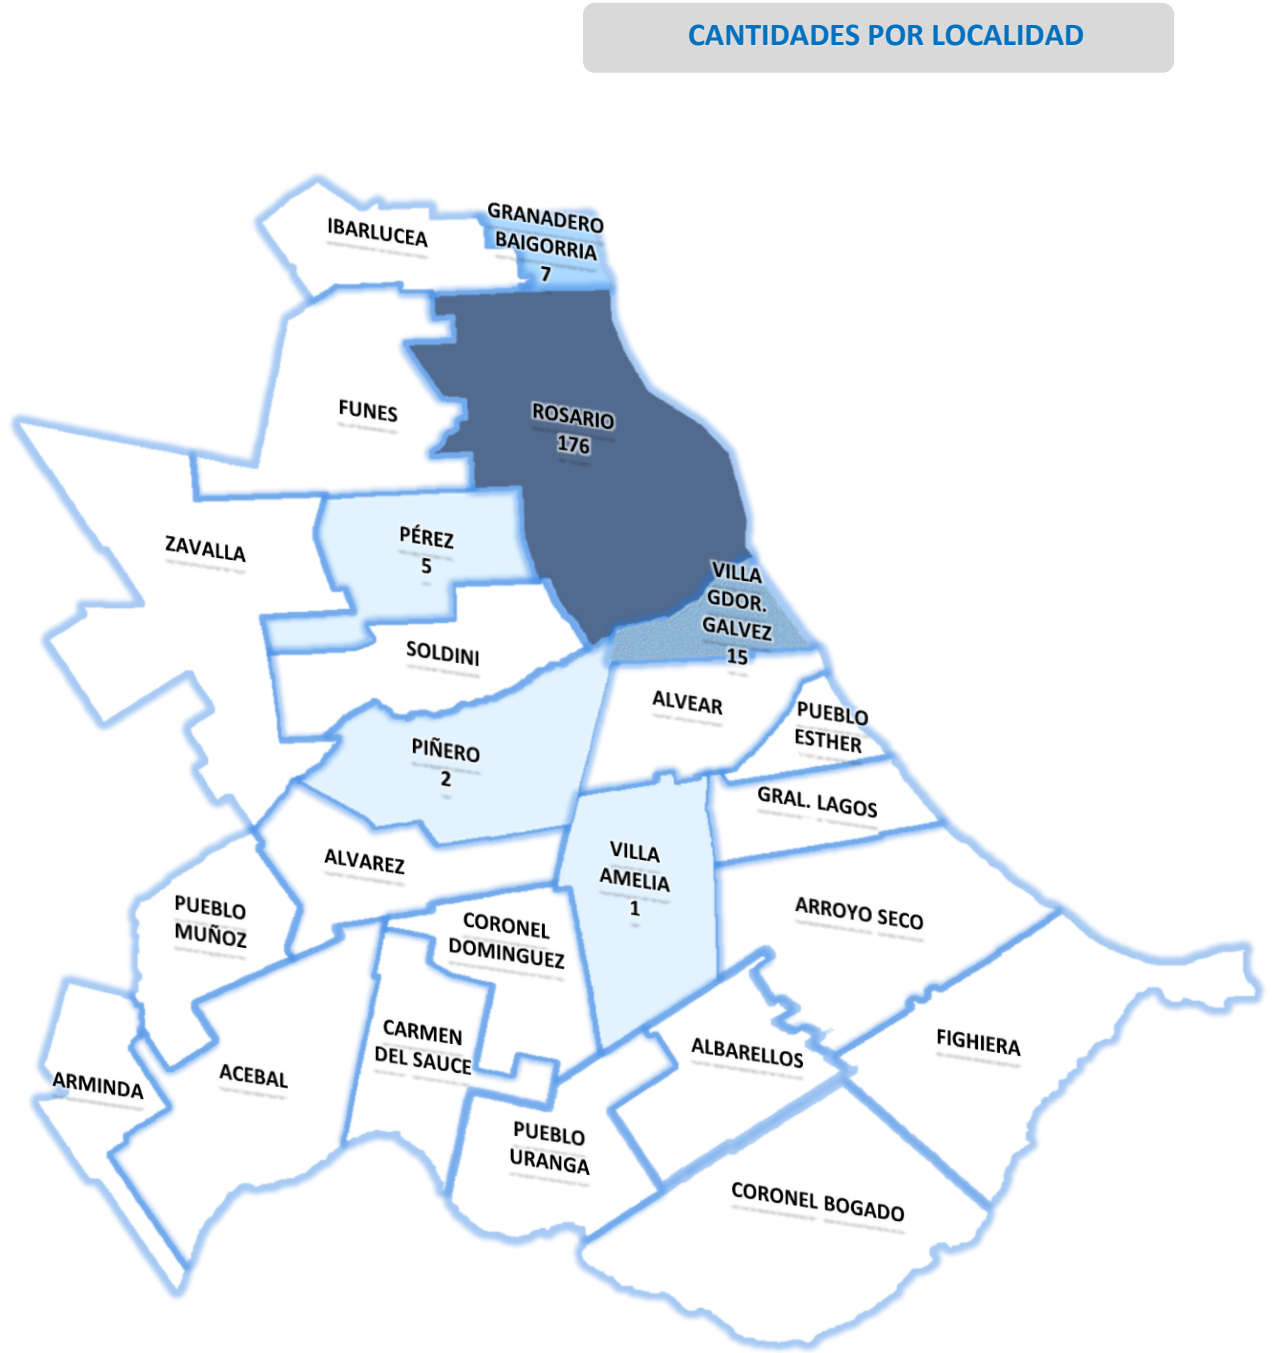 CANTIDADES POR LOCALIDAD
IBARLUCEA
GRANADERO
BAIGORRIA
7
FUNES
ROSARIO
176
ZAVALLA
PÉREZ
5
VILLA
GDOR.
GALVEZ
15
SOLDINI
ALVEAR
PUEBLO
ESTHER
PIÑERO
2
GRAL. LAGOS
ALVAREZ
VILLA
AMELIA
1
PUEBLO
MUÑOZ
CORONEL
DOMINGUEZ
ARROYO SECO
CARMEN
DEL SAUCE
ALBARELLOS
FIGHIERA
ARMINDA
ACEBAL
PUEBLO
URANGA
CORONEL BOGADO